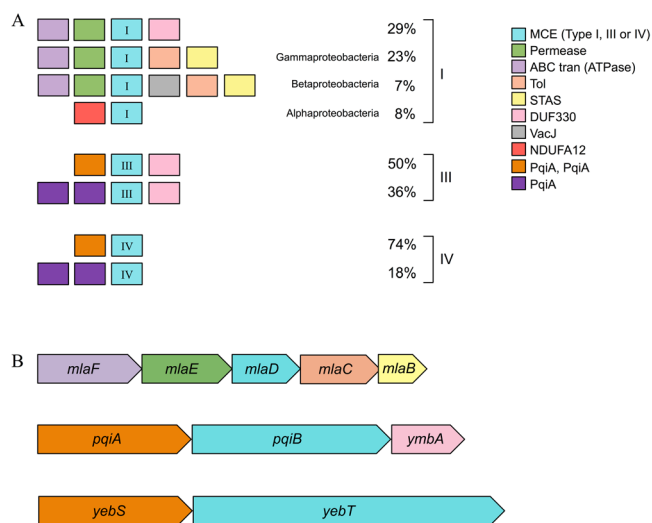 A
I 29%
I Gammaproteobacteria 23%
I Betaproteobacteria 7%
I Alphaproteobacteria 8%
I
III 50%
III 36%
III
IV 74%
IV 18%
IV
MCE (Type I, III or IV)
Permease
ABC tran (ATPase)
Tol
STAS
DUF330
VacJ
NDUFA12
PqiA, PqiA
PqiA
B
mlaF mlaE mlaD mlaC mlaB
pqiA pqiB ymbA
yebS yebT